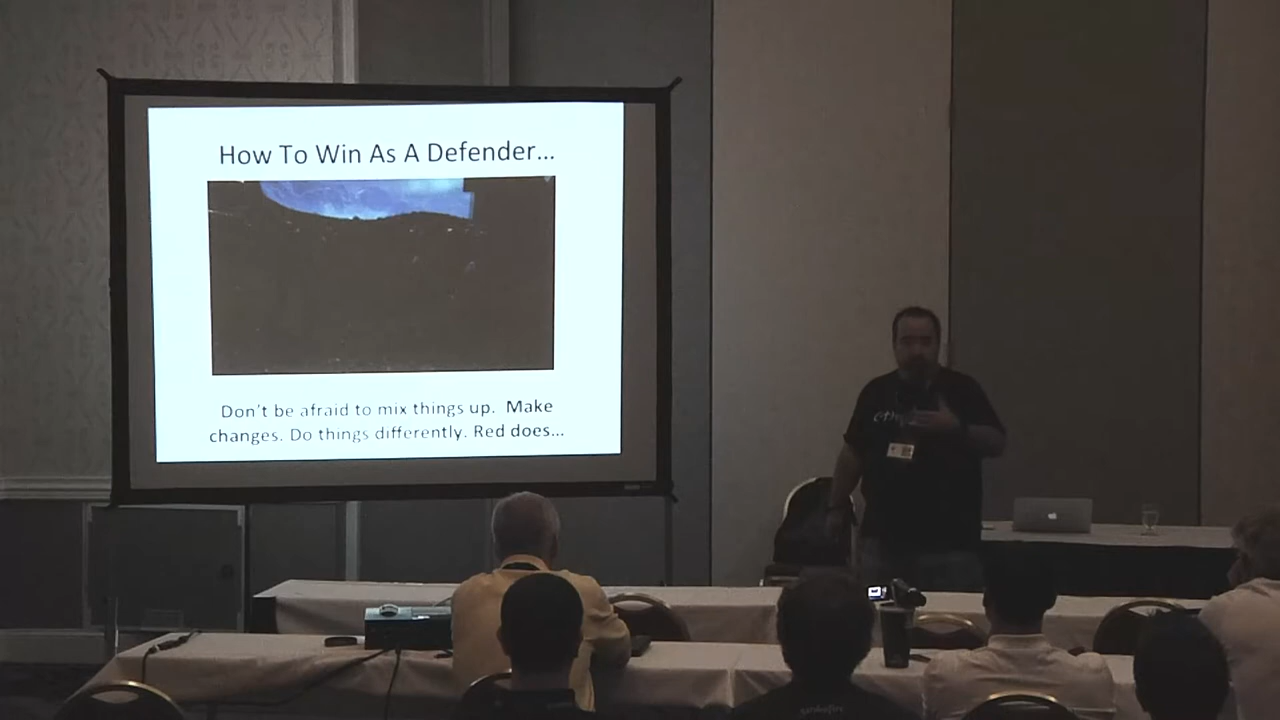 How To Win As A Defender...
Don't be afraid to mix things up. Make
changes. Do things differently. Red does...